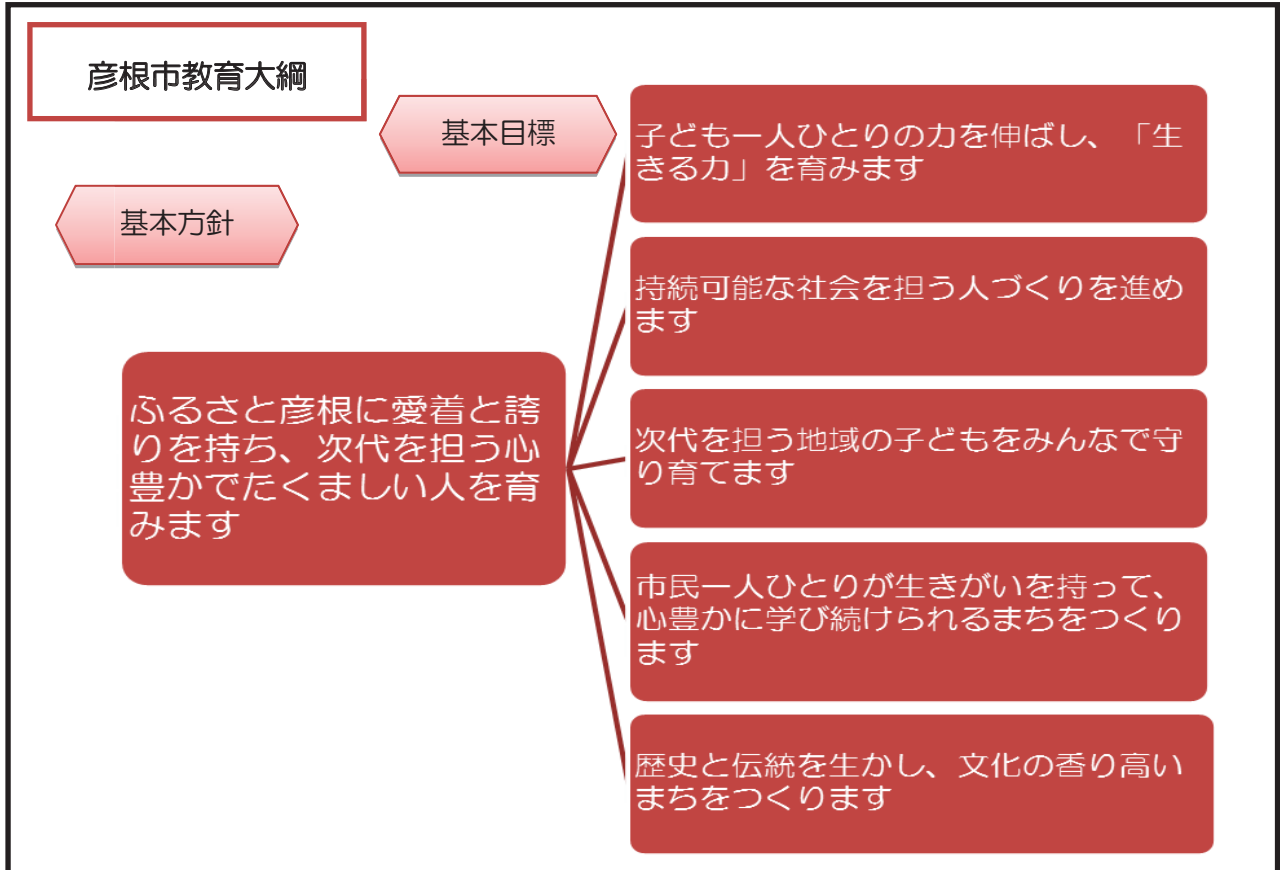 彦根市教育大綱
基本目標
基本方針
ふるさと彦根に愛着と誇
りを持ち、次代を担う心
豊かでたくましい人を育
みます
子ども一人ひとりの力を伸ばし、「生
きる力」を育みます
持続可能な社会を担う人づくりを進め
ます
次代を担う地域の子どもをみんなで守
り育てます
市民一人ひとりが生きがいを持って、
心豊かに学び続けられるまちをつくり
ます
歴史と伝統を生かし、文化の香り高い
まちをつくります